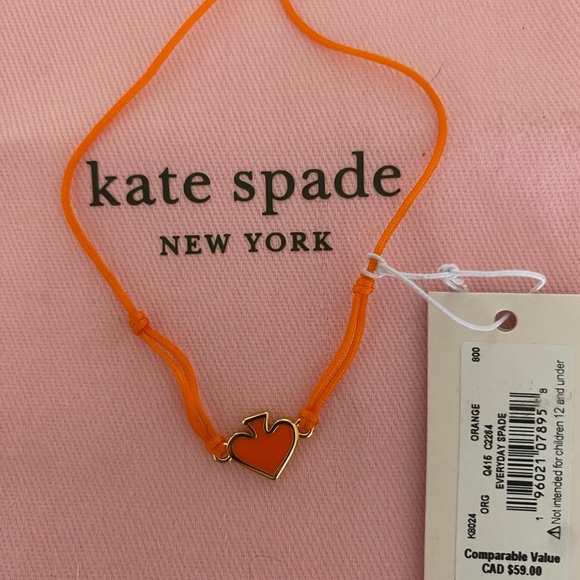 kate spade
NEW YORK
K8024 ORG ORANGE 800
Q415 C2264
EVERYDAY SPADE
1 96021 07895 8
⚠Not intended for children 12 and under
Comparable Value
CAD $59.00